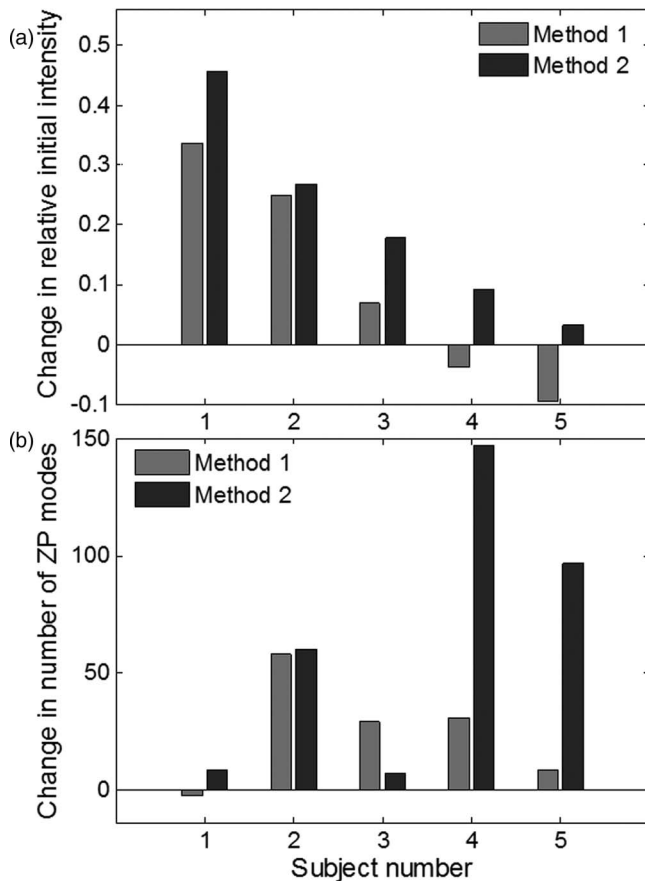 (a)
Change in relative initial intensity
0.5
0.4
0.3
0.2
0.1
0
-0.1
Method 1
Method 2
1 2 3 4 5
(b)
Change in number of ZP modes
150
100
50
0
Method 1
Method 2
1 2 3 4 5
Subject number